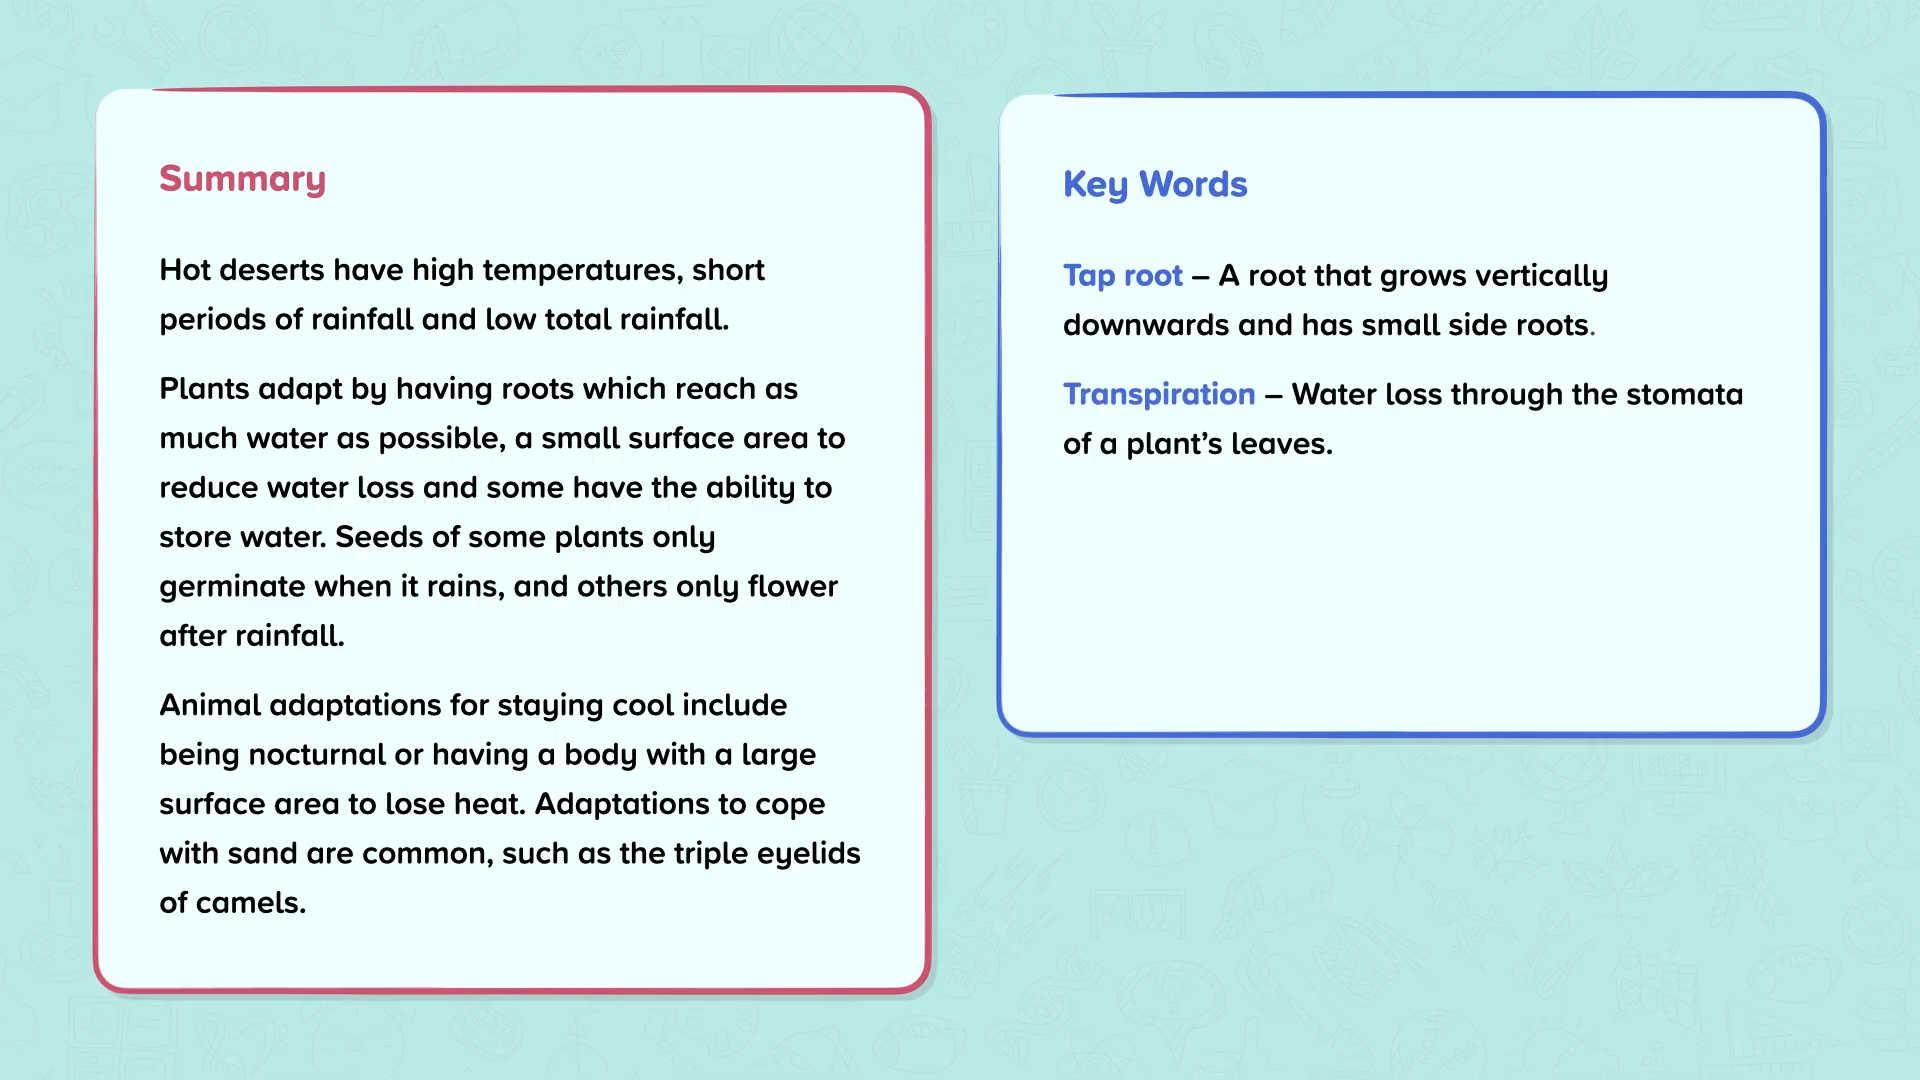 Summary
Hot deserts have high temperatures, short
periods of rainfall and low total rainfall.
Plants adapt by having roots which reach as
much water as possible, a small surface area to
reduce water loss and some have the ability to
store water. Seeds of some plants only
germinate when it rains, and others only flower
after rainfall.
Animal adaptations for staying cool include
being nocturnal or having a body with a large
surface area to lose heat. Adaptations to cope
with sand are common, such as the triple eyelids
of camels.
Key Words
Tap root – A root that grows vertically
downwards and has small side roots.
Transpiration – Water loss through the stomata
of a plant’s leaves.